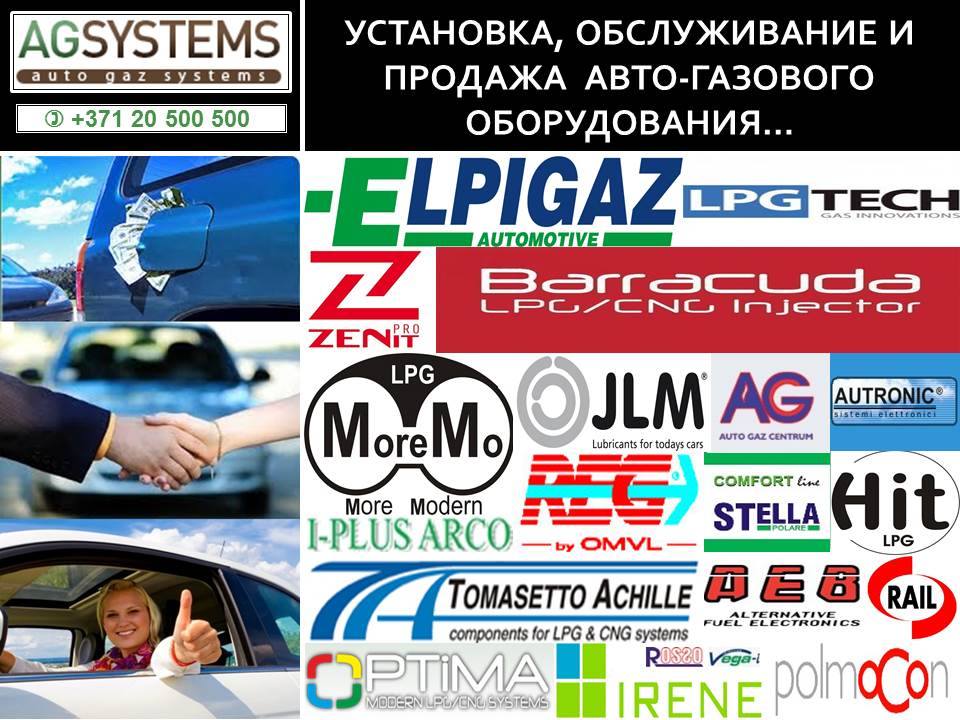 AGSYSTEMS
auto gaz systems
+371 20 500 500
УСТАНОВКА, ОБСЛУЖИВАНИЕ И
ПРОДАЖА АВТО-ГАЗОВОГО
ОБОРУДОВАНИЯ...
ELPIGAZ
AUTOMOTIVE
LPGTECH
GAS INNOVATIONS
ZENIT PRO
Barracuda
LPG/CNG Injector
LPG
MoreMo
More Modern
JLM®
Lubricants for todays cars
AG
AUTO GAZ CENTRUM
AUTRONIC®
sistemi elettronici
I-PLUS ARCO
REG
by OMVL
COMFORT line
STELLA
POLARE
Hit
LPG
TOMASETTO ACHILLE
components for LPG & CNG systems
AEB
ALTERNATIVE
FUEL ELECTRONICS
RAIL
OPTIMA
MODERN LPG/CNG SYSTEMS
IRENE
ROSSO
Vega-i
polmocon